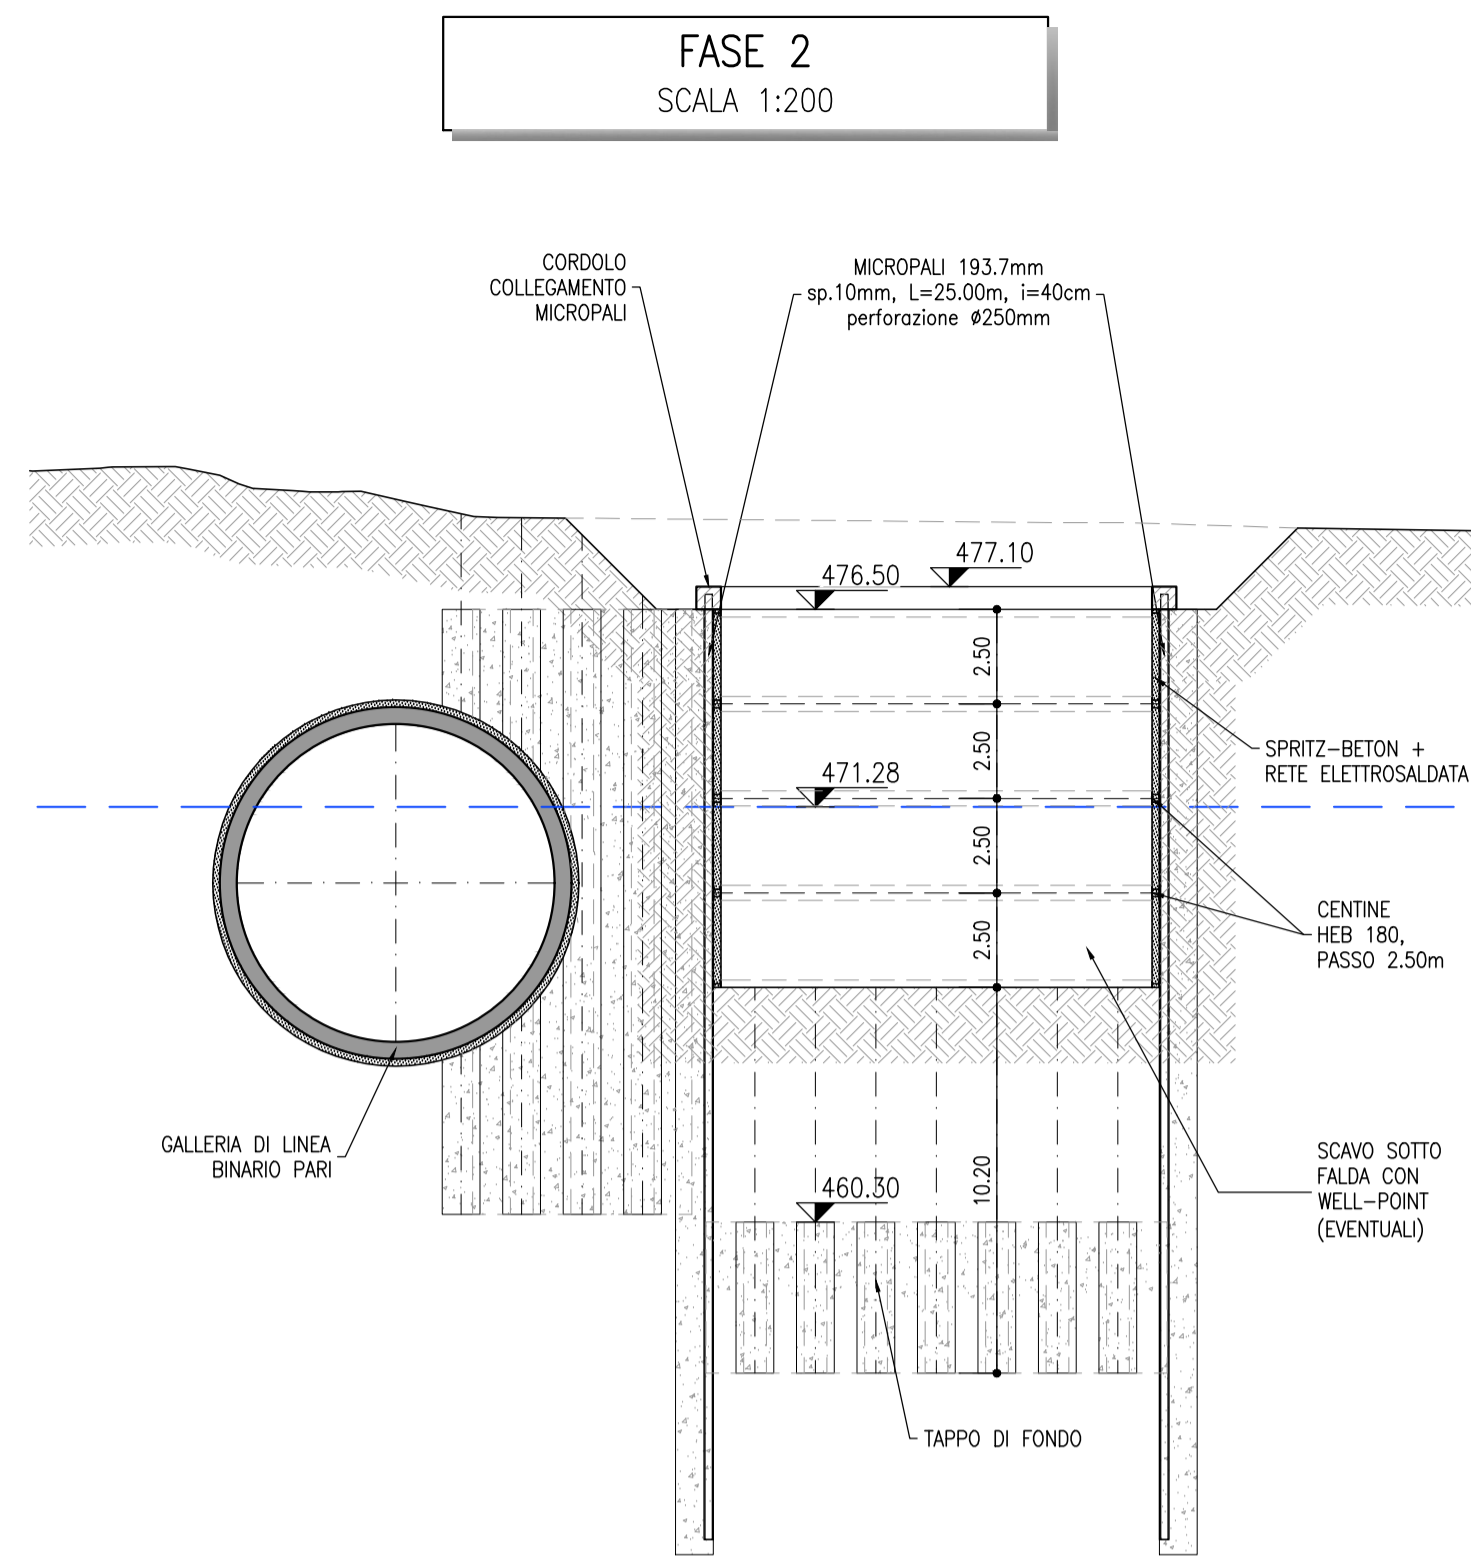 FASE 2
SCALA 1:200
CORDOLO
COLLEGAMENTO
MICROPALI
MICROPALI 193.7mm
sp.10mm, L=25.00m, i=40cm
perforazione Ø250mm
477.10
476.50
2.50
2.50
471.28
2.50
2.50
SPRITZ-BETON +
RETE ELETTROSALDATA
CENTINE
HEB 180,
PASSO 2.50m
GALLERIA DI LINEA
BINARIO PARI
SCAVO SOTTO
FALDA CON
WELL-POINT
(EVENTUALI)
10.20
460.30
TAPPO DI FONDO